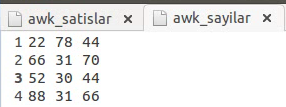 awk_satislar × awk_sayilar ×
1 22 78 44
2 66 31 70
3 52 30 44
4 88 31 66